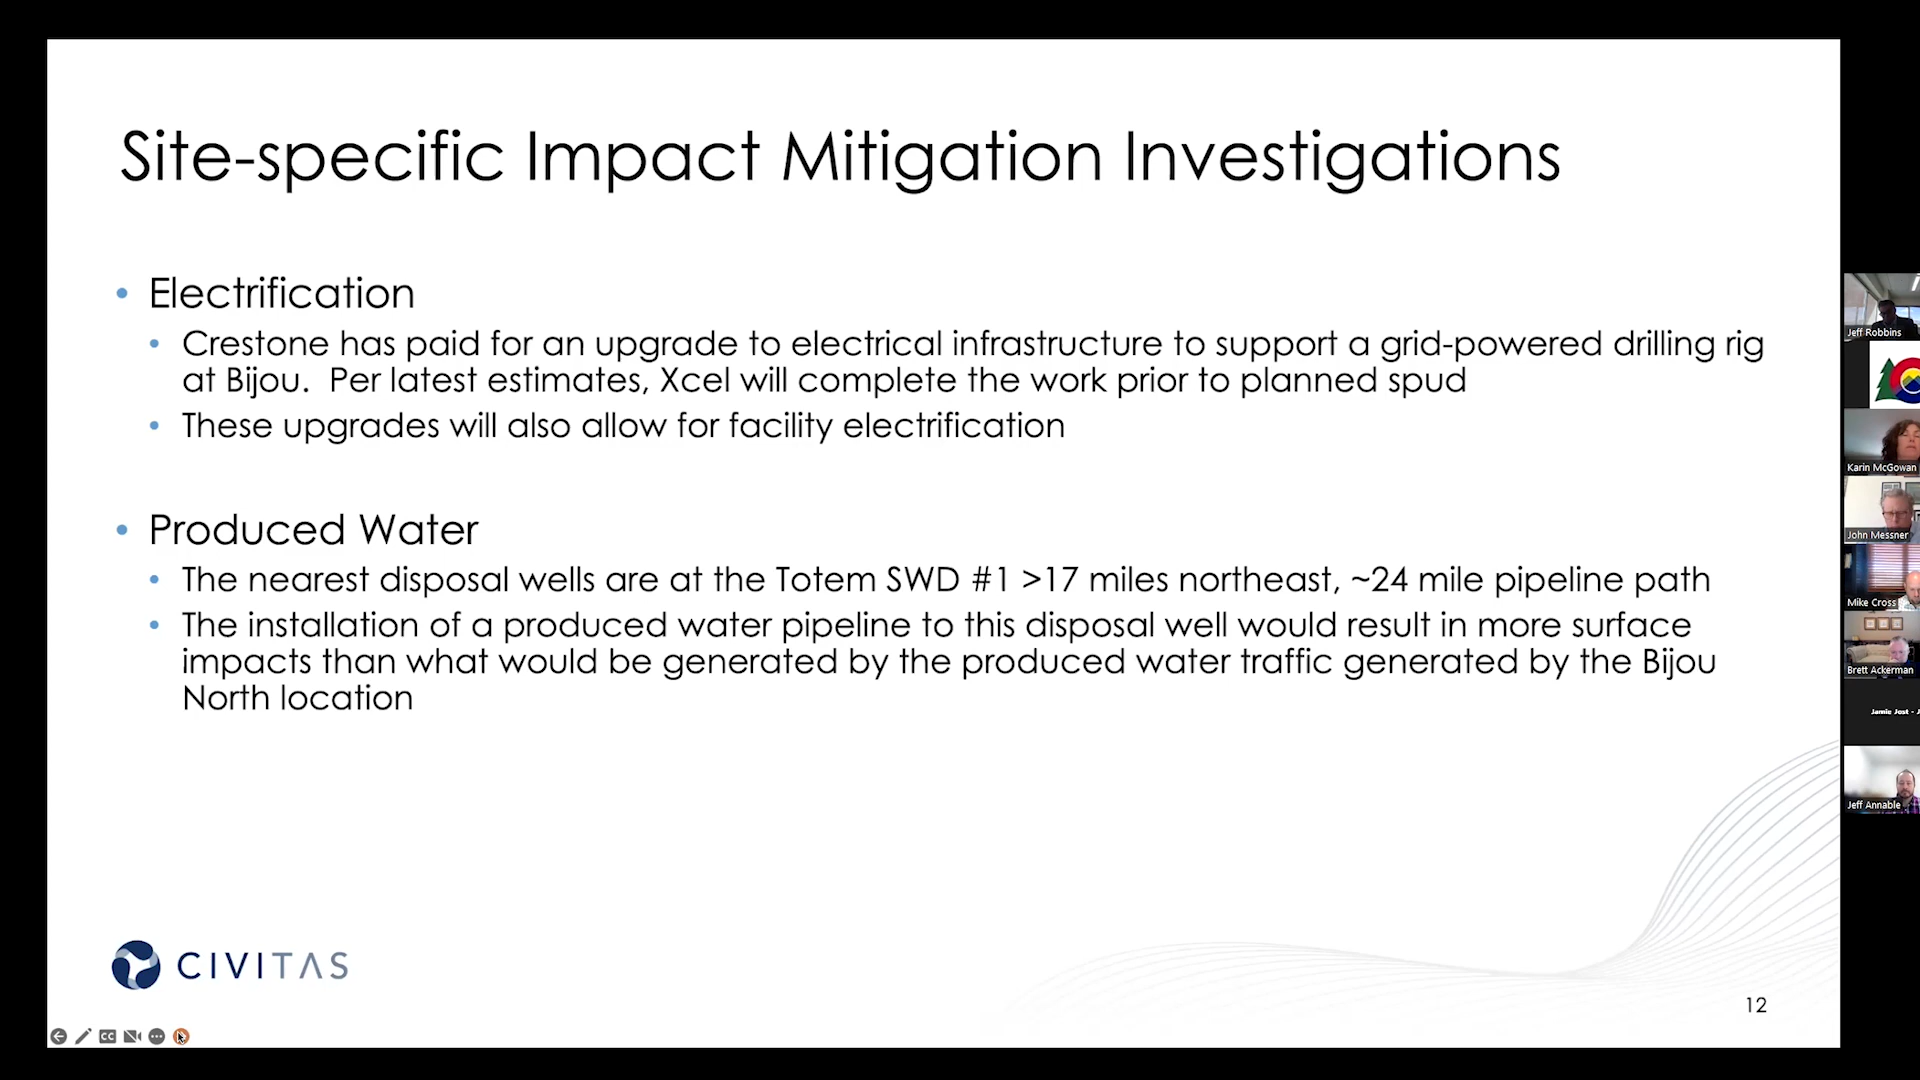 Site-specific Impact Mitigation Investigations
• Electrification
• Crestone has paid for an upgrade to electrical infrastructure to support a grid-powered drilling rig
at Bijou.  Per latest estimates, Xcel will complete the work prior to planned spud
• These upgrades will also allow for facility electrification
• Produced Water
• The nearest disposal wells are at the Totem SWD #1 >17 miles northeast, ~24 mile pipeline path
• The installation of a produced water pipeline to this disposal well would result in more surface
impacts than what would be generated by the produced water traffic generated by the Bijou
North location
CIVITAS
12
CC
Jeff Robbins
Karin McGowan
John Messner
Mike Cross
Brett Ackerman
Jamie Jost - J
Jeff Annable